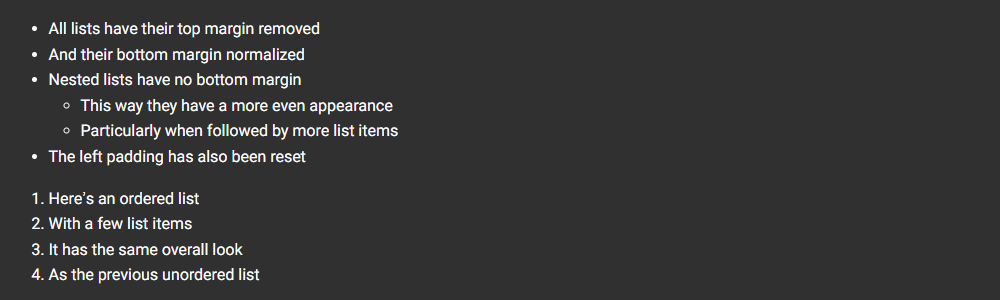 • All lists have their top margin removed
• And their bottom margin normalized
• Nested lists have no bottom margin
◦ This way they have a more even appearance
◦ Particularly when followed by more list items
• The left padding has also been reset
1. Here’s an ordered list
2. With a few list items
3. It has the same overall look
4. As the previous unordered list